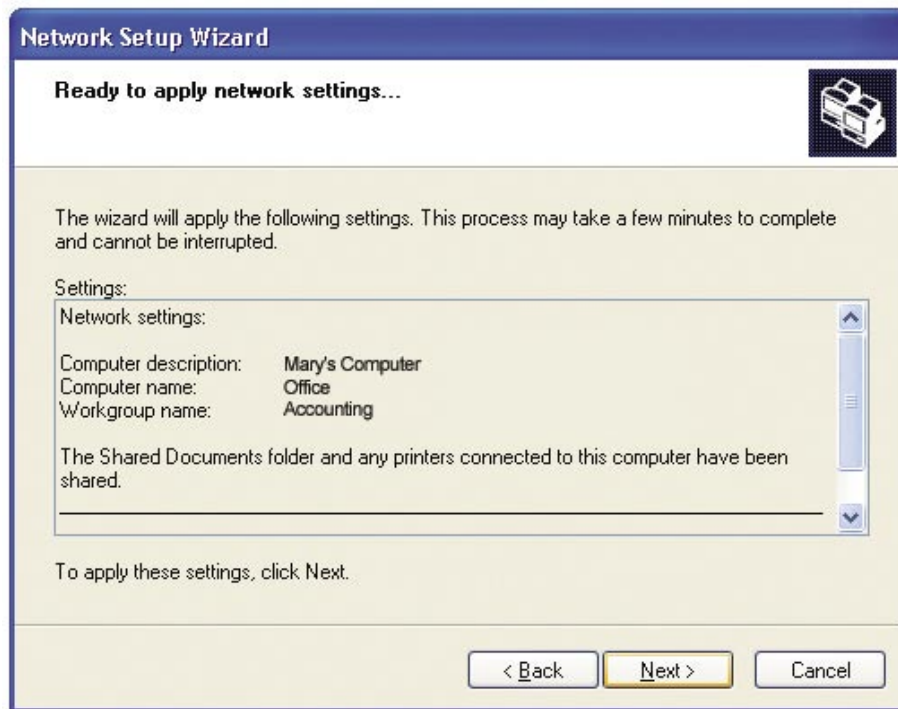 Network Setup Wizard
Ready to apply network settings...
The wizard will apply the following settings. This process may take a few minutes to complete
and cannot be interrupted.
Settings:
Network settings:
Computer description: Mary's Computer
Computer name: Office
Workgroup name: Accounting
The Shared Documents folder and any printers connected to this computer have been
shared.
To apply these settings, click Next.
< Back Next > Cancel